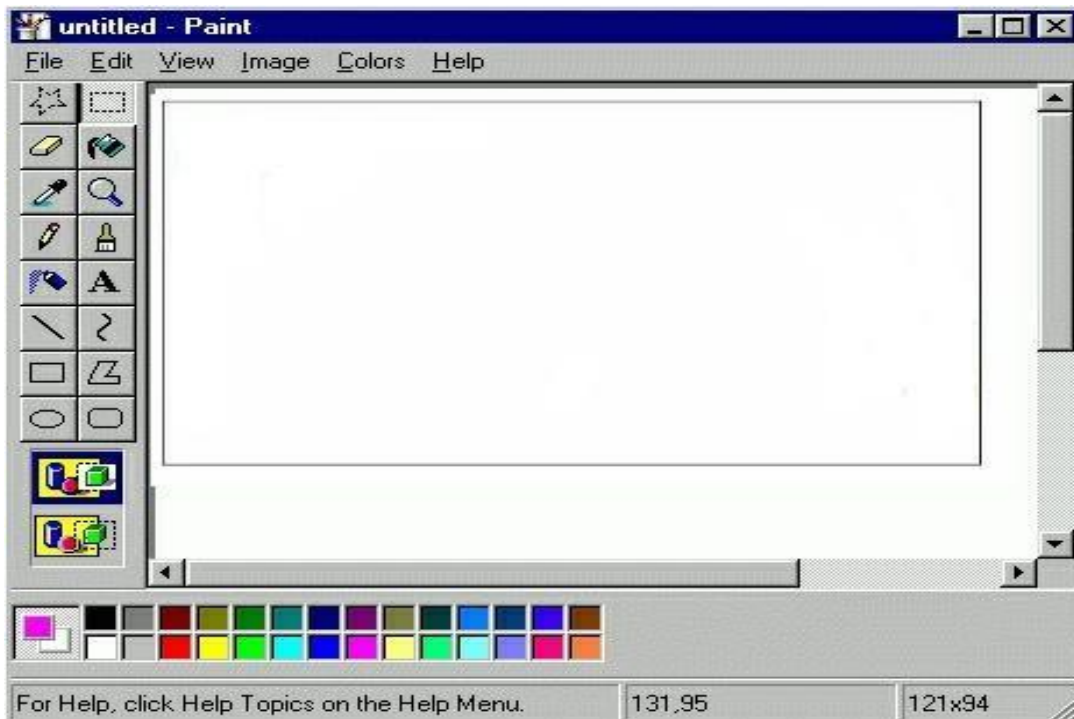 untitled - Paint
File Edit View Image Colors Help
A
For Help, click Help Topics on the Help Menu. 131,95 121x94